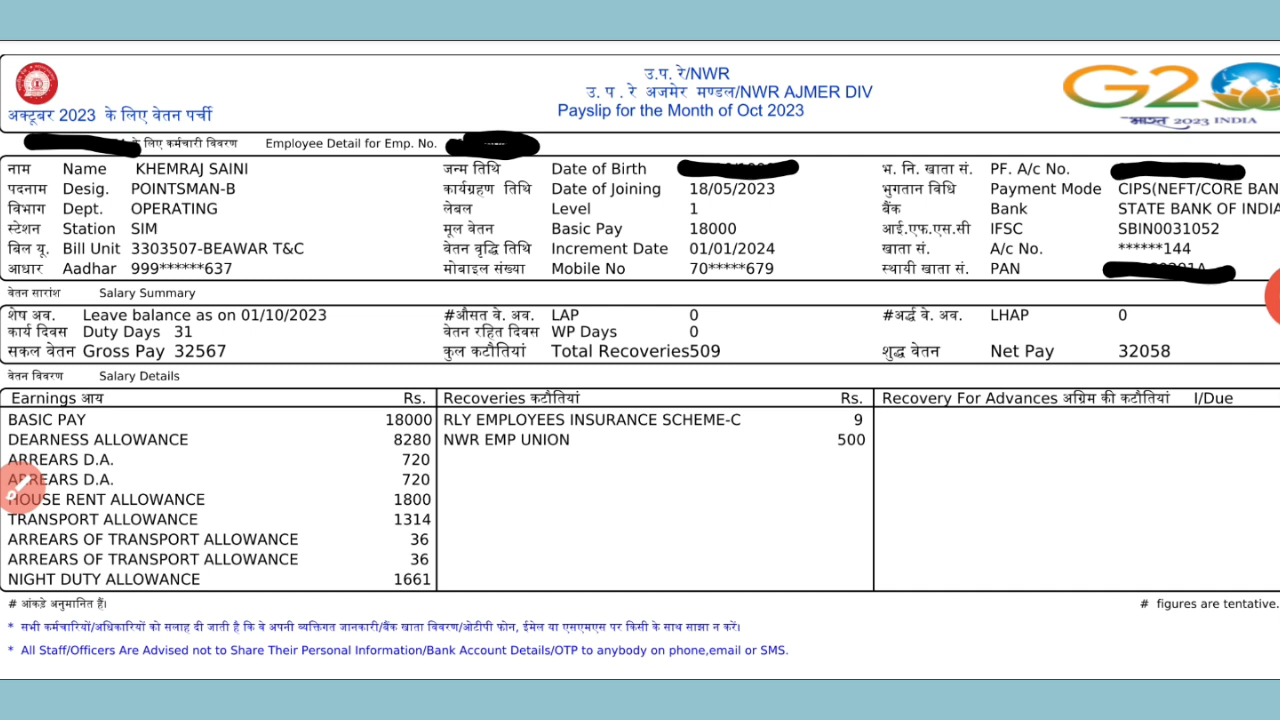 उ.प. रे/NWR
उ. प . रे अजमेर मण्डल/NWR AJMER DIV
अक्टूबर 2023 के लिए वेतन पर्ची
Payslip for the Month of Oct 2023
G20
भारत 2023 INDIA
के लिए कर्मचारी विवरण Employee Detail for Emp. No.
नाम Name KHEMRAJ SAINI जन्म तिथि Date of Birth भ. नि. खाता सं. PF. A/c No.
पदनाम Desig. POINTSMAN-B कार्यग्रहण तिथि Date of Joining 18/05/2023 भुगतान विधि Payment Mode CIPS(NEFT/CORE BAN
विभाग Dept. OPERATING लेबल Level 1 बैंक Bank STATE BANK OF INDIA
स्टेशन Station SIM मूल वेतन Basic Pay 18000 आई.एफ.एस.सी IFSC SBIN0031052
बिल यू. Bill Unit 3303507-BEAWAR T&C वेतन वृद्धि तिथि Increment Date 01/01/2024 खाता सं. A/c No. ******144
आधार Aadhar 999******637 मोबाइल संख्या Mobile No 70*****679 स्थायी खाता सं. PAN
वेतन सारांश Salary Summary
शेष अव. Leave balance as on 01/10/2023 #औसत वे. अव. LAP 0 #अर्द्ध वे. अव. LHAP 0
कार्य दिवस Duty Days 31 वेतन रहित दिवस WP Days 0
सकल वेतन Gross Pay 32567 कुल कटौतियां Total Recoveries509 शुद्ध वेतन Net Pay 32058
वेतन विवरण Salary Details
Earnings आय Rs. Recoveries कटौतियां Rs. Recovery For Advances अग्रिम की कटौतियां I/Due
BASIC PAY 18000 RLY EMPLOYEES INSURANCE SCHEME-C 9
DEARNESS ALLOWANCE 8280 NWR EMP UNION 500
ARREARS D.A. 720
ARREARS D.A. 720
HOUSE RENT ALLOWANCE 1800
TRANSPORT ALLOWANCE 1314
ARREARS OF TRANSPORT ALLOWANCE 36
ARREARS OF TRANSPORT ALLOWANCE 36
NIGHT DUTY ALLOWANCE 1661
# आंकड़े अनुमानित हैं। # figures are tentative.
* सभी कर्मचारियों/अधिकारियों को सलाह दी जाती है कि वे अपनी व्यक्तिगत जानकारी/बैंक खाता विवरण/ओटीपी फोन, ईमेल या एसएमएस पर किसी के साथ साझा न करें।
* All Staff/Officers Are Advised not to Share Their Personal Information/Bank Account Details/OTP to anybody on phone,email or SMS.